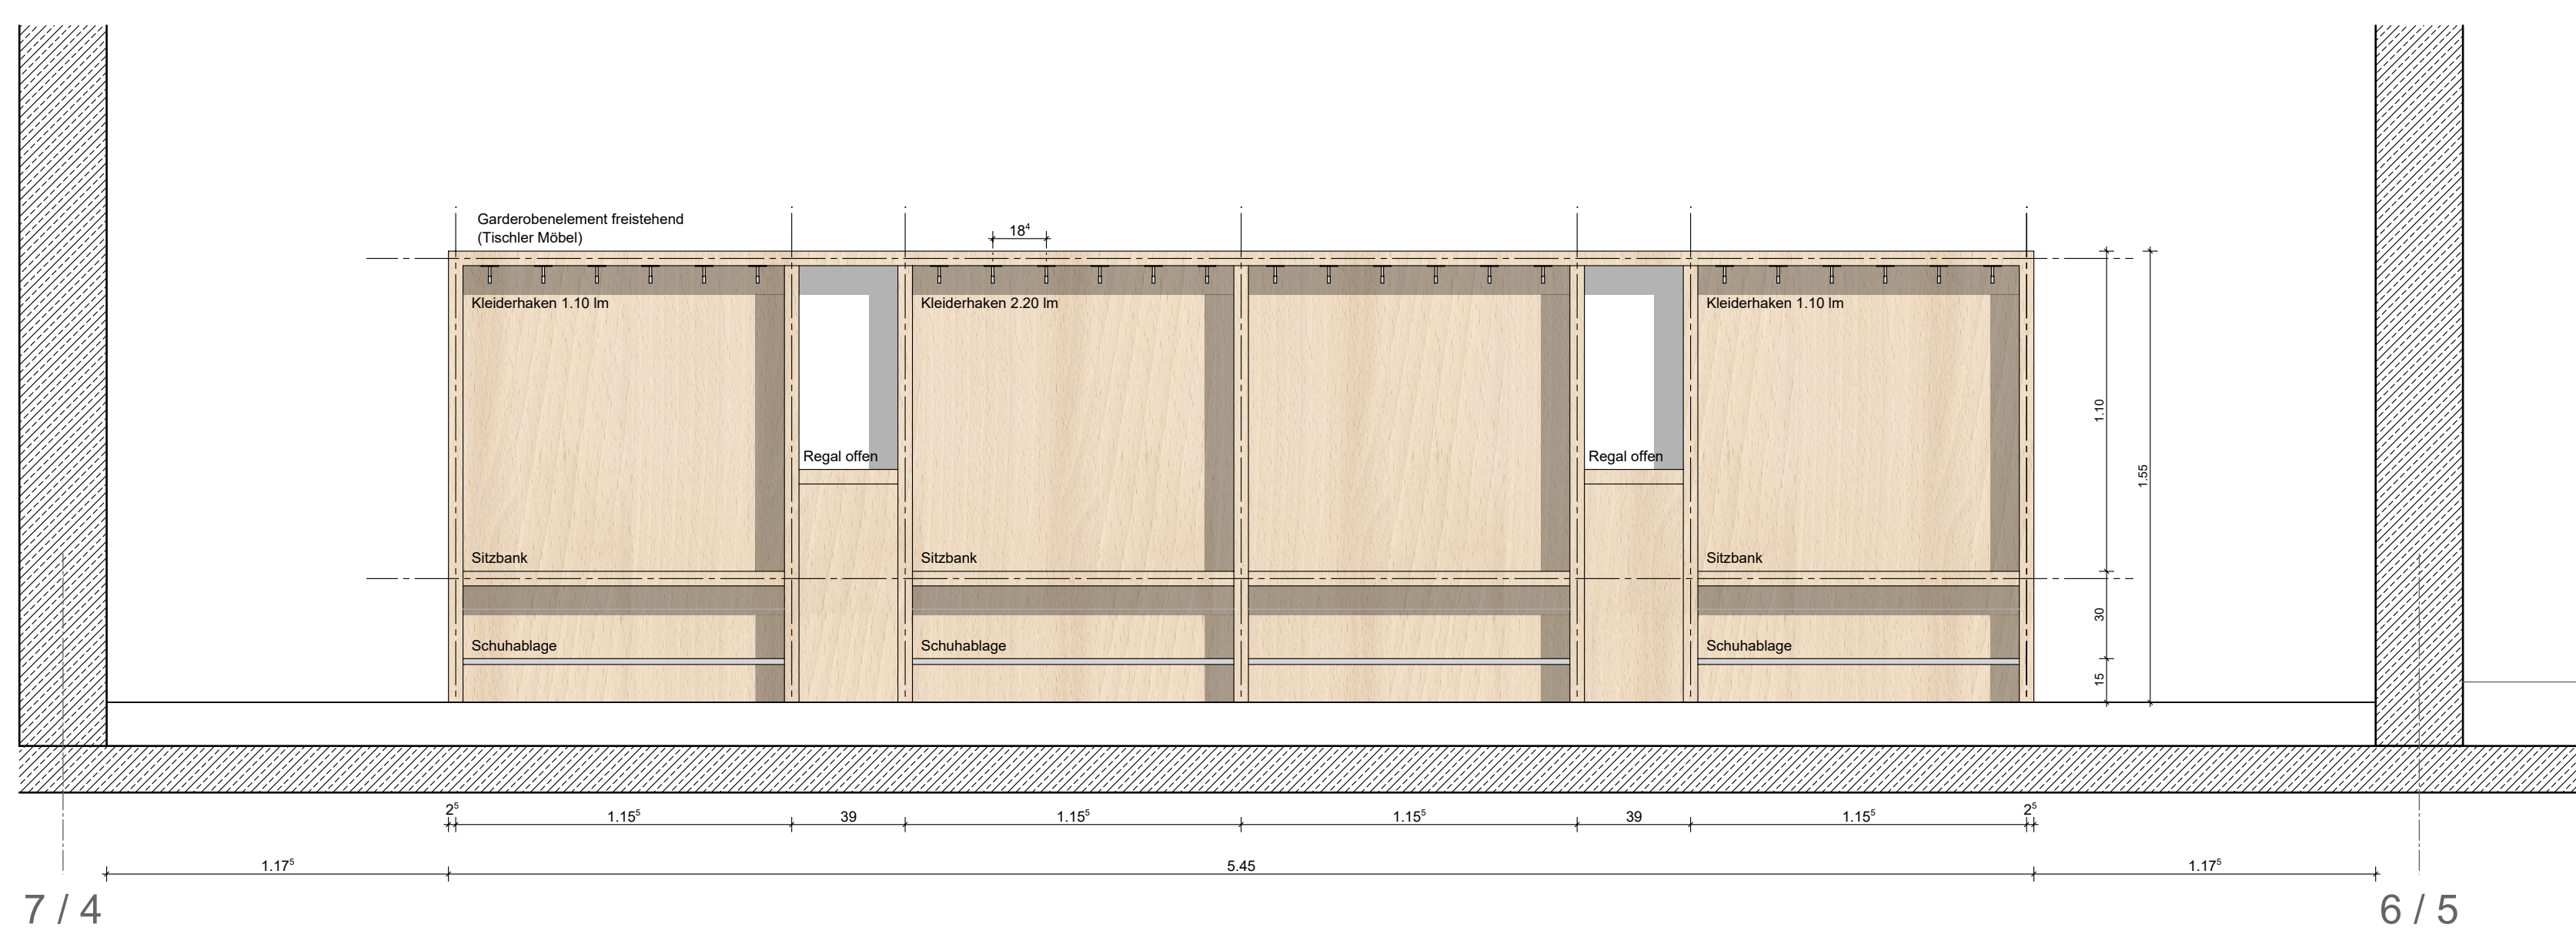 Garderobenelement freistehend
(Tischler Möbel)
18⁴
Kleiderhaken 1.10 lm
Kleiderhaken 2.20 lm
Kleiderhaken 1.10 lm
1.10
Regal offen
Regal offen
1.55
Sitzbank
Sitzbank
Sitzbank
30
Schuhablage
Schuhablage
Schuhablage
15
2⁵ 1.15⁵ 39 1.15⁵ 1.15⁵ 39 1.15⁵ 2⁵
1.17⁵ 5.45 1.17⁵
7 / 4 6 / 5